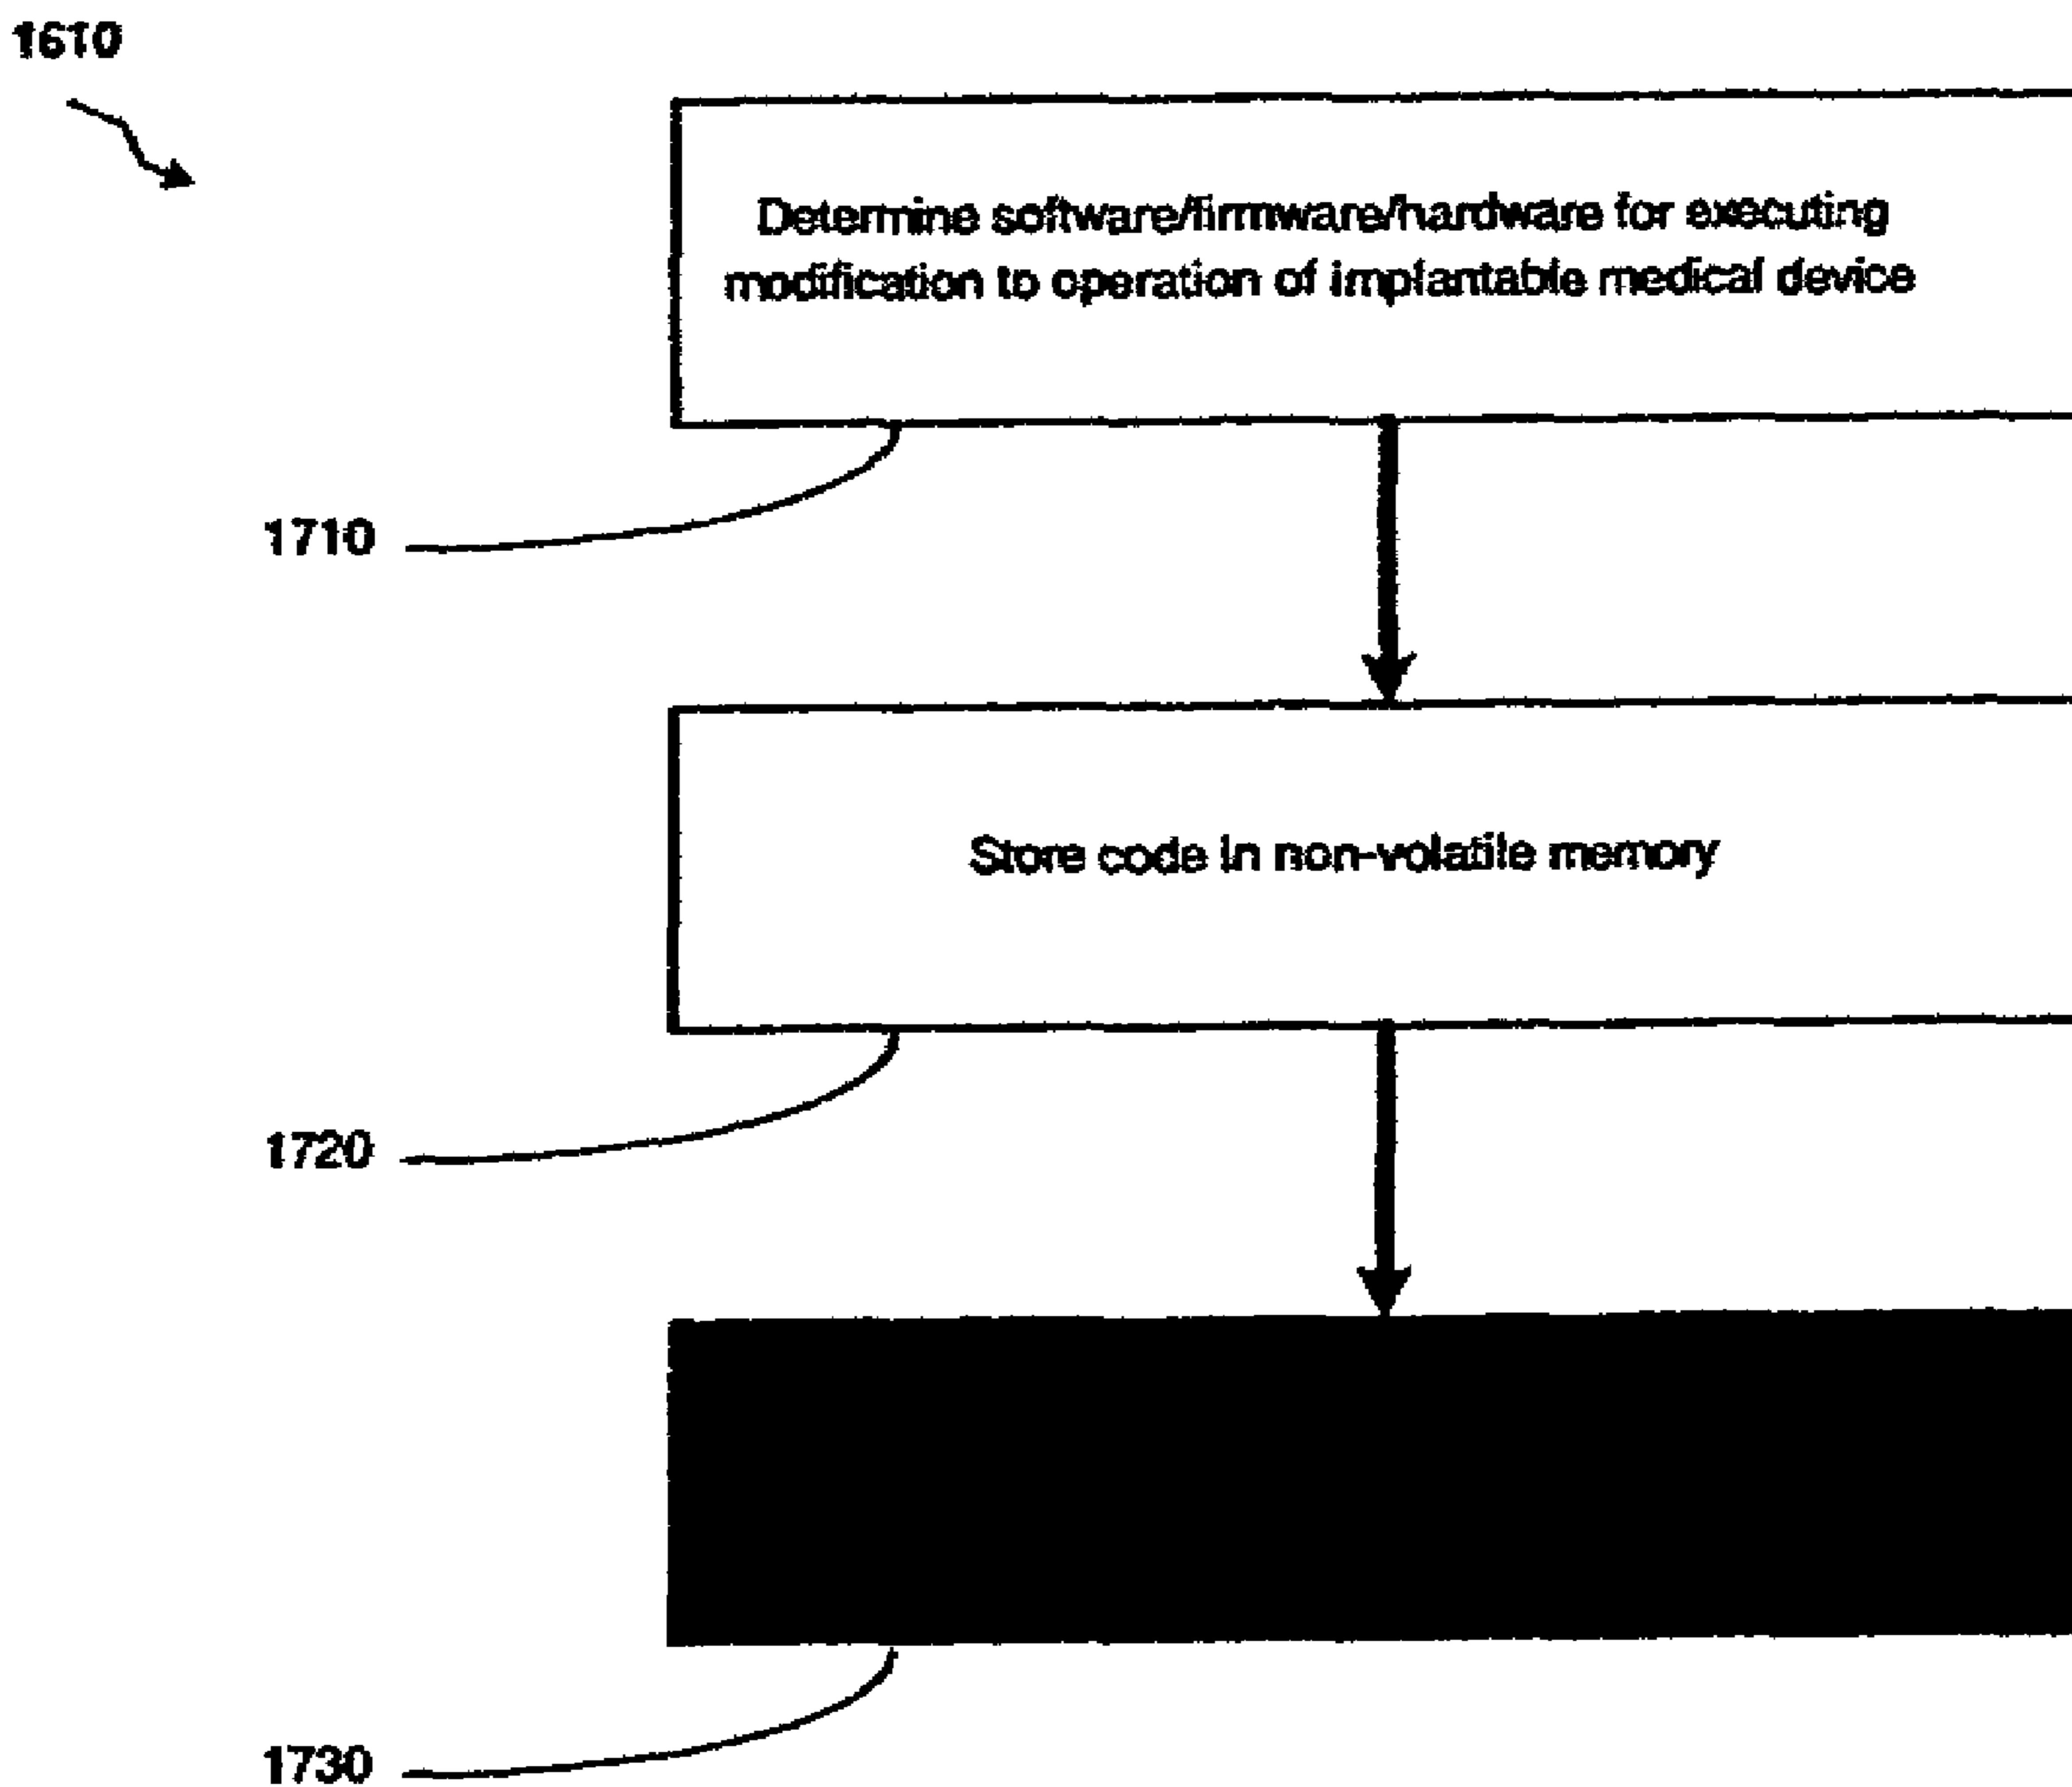 1610
Determine software/firmware/hardware for executing
modification to operation of implantable medical device
1710
Store code in non-volatile memory
1720
1730